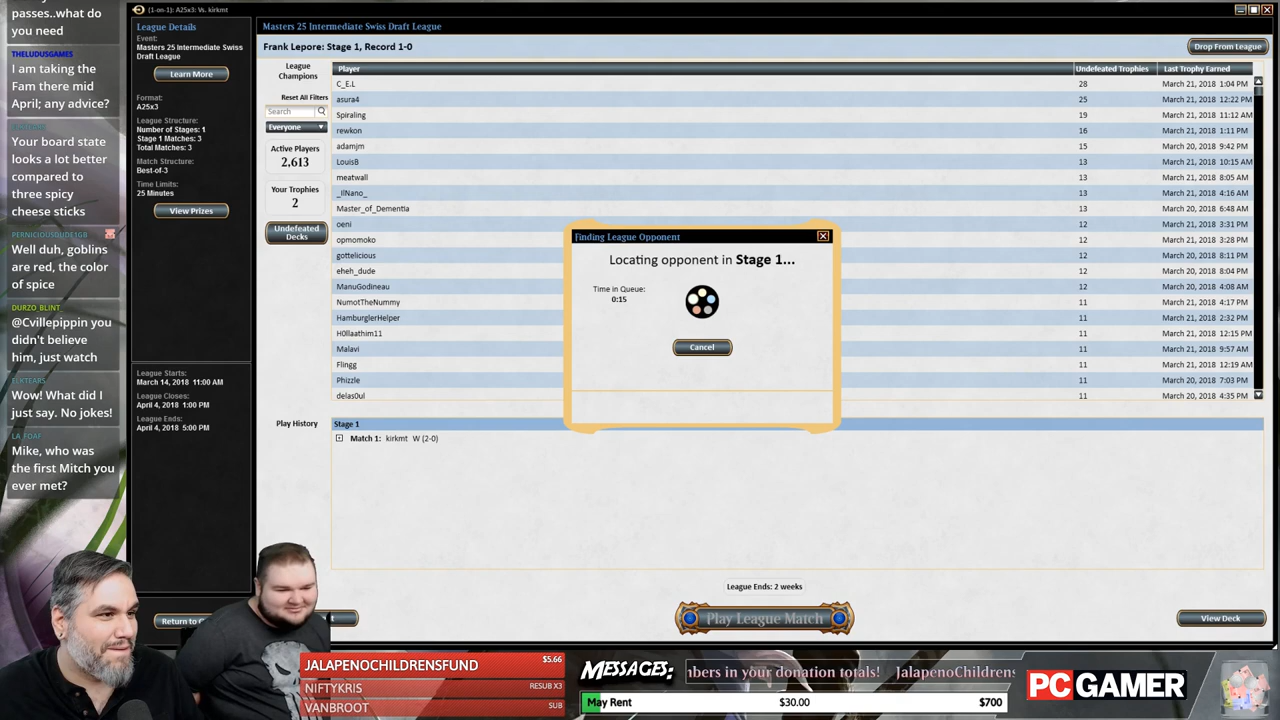 passes..what do
you need
THELUDUSGAMES
I am taking the
Fam there mid
April; any advice?
Your board state
looks a lot better
compared to
three spicy
cheese sticks
PERNICIOUSDUDE1GB
Well duh, goblins
are red, the color
of spice
DURZO_BLINT_
@Cvillepippin you
didn't believe
him, just watch
ELKTEARS
Wow! What did I
just say. No jokes!
LA_FOAF
Mike, who was
the first Mitch you
ever met?
(1-on-1): A25x3: Vs. kirkmt
League Details
Event:
Masters 25 Intermediate Swiss
Draft League
Learn More
Format:
A25x3
League Structure:
Number of Stages: 1
Stage 1 Matches: 3
Total Matches: 3
Match Structure:
Best-of-3
Time Limits:
25 Minutes
View Prizes
League Starts:
March 14, 2018 11:00 AM
League Closes:
April 4, 2018 1:00 PM
League Ends:
April 4, 2018 5:00 PM
Masters 25 Intermediate Swiss Draft League
Frank Lepore: Stage 1, Record 1-0
Drop From League
League
Champions
Reset All Filters
Search
Everyone
Active Players
2,613
Your Trophies
2
Undefeated
Decks
Player Undefeated Trophies Last Trophy Earned
C_E.L 28 March 21, 2018 1:04 PM
asura4 25 March 21, 2018 12:22 PM
Spiraling 19 March 21, 2018 11:12 AM
rewkon 16 March 21, 2018 1:11 PM
adamjm 15 March 20, 2018 9:42 PM
LouisB 13 March 21, 2018 10:15 AM
meatwall 13 March 21, 2018 8:05 AM
_IlNano_ 13 March 21, 2018 4:16 AM
Master_of_Dementia 13 March 20, 2018 6:48 AM
oeni 12 March 21, 2018 3:31 PM
opmomoko 12 March 21, 2018 3:28 PM
gottelicious 12 March 20, 2018 8:11 PM
eheh_dude 12 March 20, 2018 8:04 PM
ManuGodineau 12 March 20, 2018 4:08 AM
NumotTheNummy 11 March 21, 2018 4:17 PM
HamburglerHelper 11 March 21, 2018 2:32 PM
H0llaathim11 11 March 21, 2018 12:15 PM
Malavi 11 March 21, 2018 9:57 AM
Flingg 11 March 21, 2018 12:19 AM
Phizzle 11 March 20, 2018 7:03 PM
delas0ul 11 March 20, 2018 4:35 PM
Finding League Opponent
Locating opponent in Stage 1...
Time in Queue:
0:15
Cancel
Play History
Stage 1
Match 1: kirkmt W (2-0)
League Ends: 2 weeks
Return to
Play League Match
View Deck
JALAPENOCHILDRENSFUND $5.66
NIFTYKRIS RESUB X3
VANBROOT SUB
MESSAGES: nbers in your donation totals! JalapenoChildrens
May Rent $30.00 $700
PC GAMER